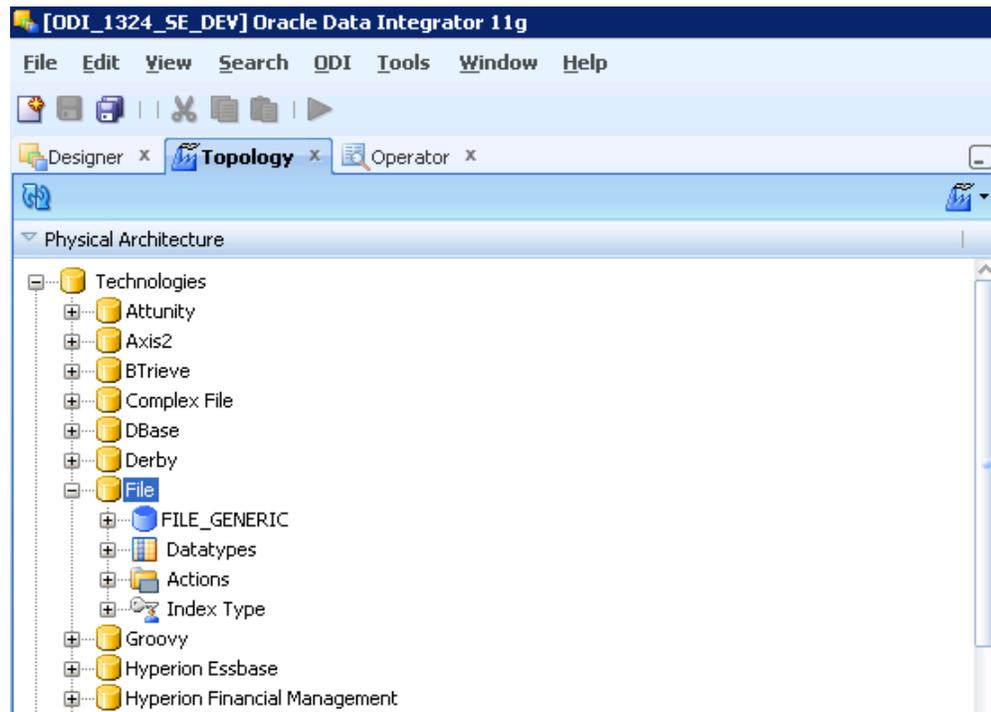 [ODI_1324_SE_DEV] Oracle Data Integrator 11g
File Edit View Search ODI Tools Window Help
Designer x Topology x Operator x
Physical Architecture
Technologies
Attunity
Axis2
BTrieve
Complex File
DBase
Derby
File
FILE_GENERIC
Datatypes
Actions
Index Type
Groovy
Hyperion Essbase
Hyperion Financial Management